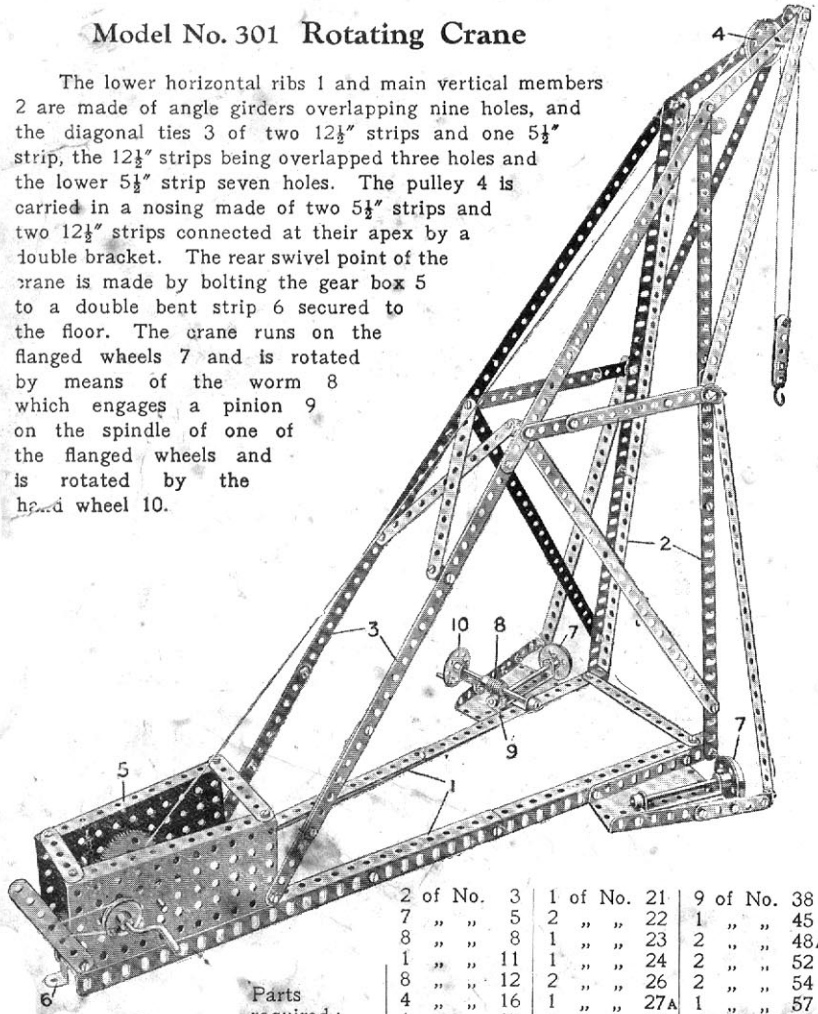 Model No. 301 Rotating Crane
The lower horizontal ribs 1 and main vertical members
2 are made of angle girders overlapping nine holes, and
the diagonal ties 3 of two 12½″ strips and one 5½″
strip, the 12½″ strips being overlapped three holes and
the lower 5½″ strip seven holes. The pulley 4 is
carried in a nosing made of two 5½″ strips and
two 12½″ strips connected at their apex by a
double bracket. The rear swivel point of the
crane is made by bolting the gear box 5
to a double bent strip 6 secured to
the floor. The crane runs on the
flanged wheels 7 and is rotated
by means of the worm 8
which engages a pinion 9
on the spindle of one of
the flanged wheels and
is rotated by the
hand wheel 10.
4
2
3
10 8 7
9
7
5
1
6
Parts
required:
2 of No. 3
7 ,, ,, 5
8 ,, ,, 8
1 ,, ,, 11
8 ,, ,, 12
4 ,, ,, 16
1 of No. 21
2 ,, ,, 22
1 ,, ,, 23
1 ,, ,, 24
2 ,, ,, 26
1 ,, ,, 27A
9 of No. 38
1 ,, ,, 45
2 ,, ,, 48A
2 ,, ,, 52
2 ,, ,, 54
1 ,, ,, 57